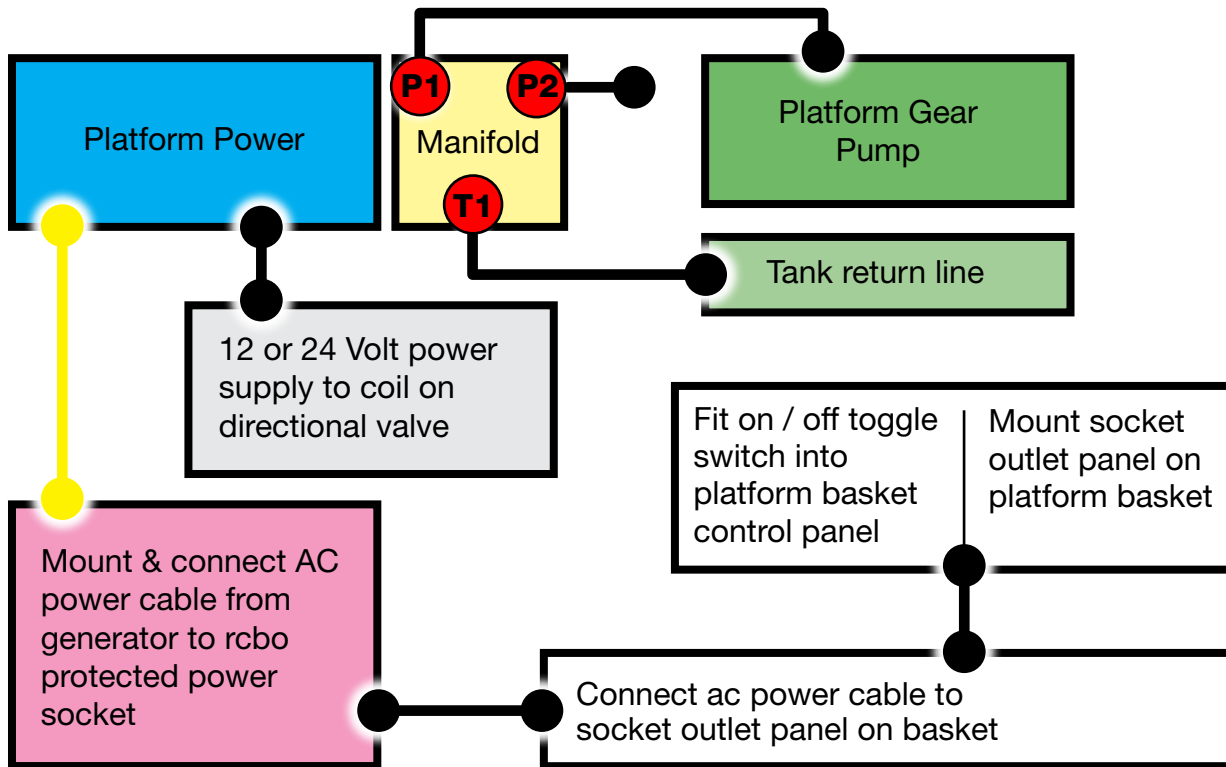 P1
P2
Platform Power
Manifold
Platform Gear
Pump
T1
Tank return line
12 or 24 Volt power
supply to coil on
directional valve
Fit on / off toggle
switch into
platform basket
control panel
Mount socket
outlet panel on
platform basket
Mount & connect AC
power cable from
generator to rcbo
protected power
socket
Connect ac power cable to
socket outlet panel on basket